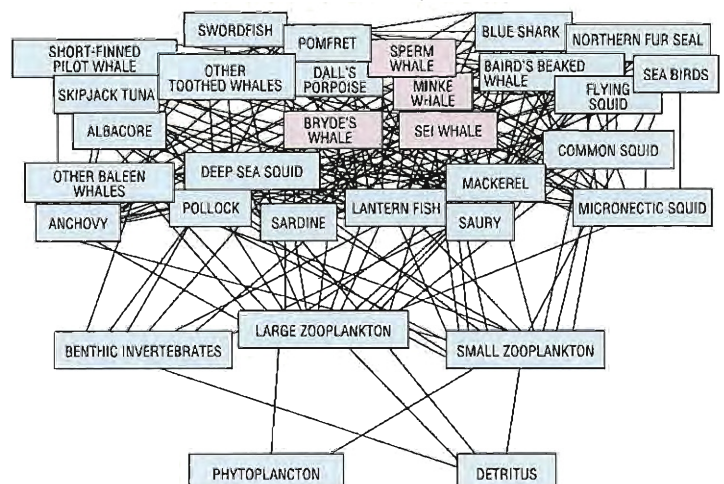 SWORDFISH
POMFRET
BLUE SHARK
NORTHERN FUR SEAL
SHORT-FINNED
PILOT WHALE
SPERM
WHALE
OTHER
TOOTHED WHALES
DALL'S
PORPOISE
BAIRD'S BEAKED
WHALE
SEA BIRDS
SKIPJACK TUNA
MINKE
WHALE
FLYING
SQUID
ALBACORE
BRYDE'S
WHALE
SEI WHALE
COMMON SQUID
OTHER BALEEN
WHALES
DEEP SEA SQUID
MACKEREL
ANCHOVY
POLLOCK
SARDINE
LANTERN FISH
SAURY
MICRONECTIC SQUID
BENTHIC INVERTEBRATES
LARGE ZOOPLANKTON
SMALL ZOOPLANKTON
PHYTOPLANCTON
DETRITUS